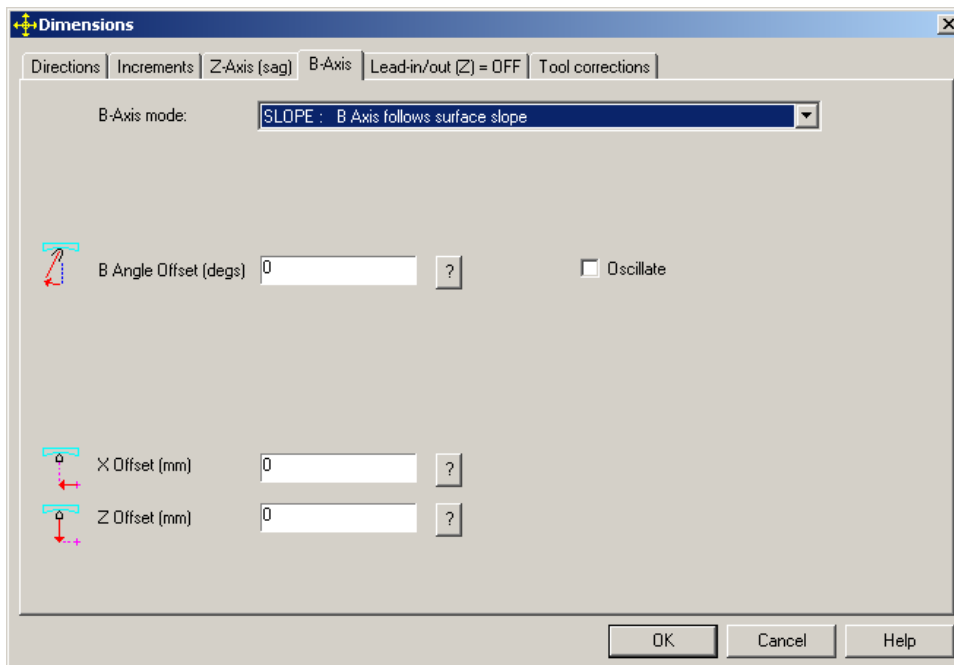 Dimensions
Directions Increments Z-Axis (sag) B-Axis Lead-in/out (Z) = OFF Tool corrections
B-Axis mode: SLOPE : B Axis follows surface slope
B Angle Offset (degs) 0 ? Oscillate
X Offset (mm) 0 ?
Z Offset (mm) 0 ?
OK Cancel Help